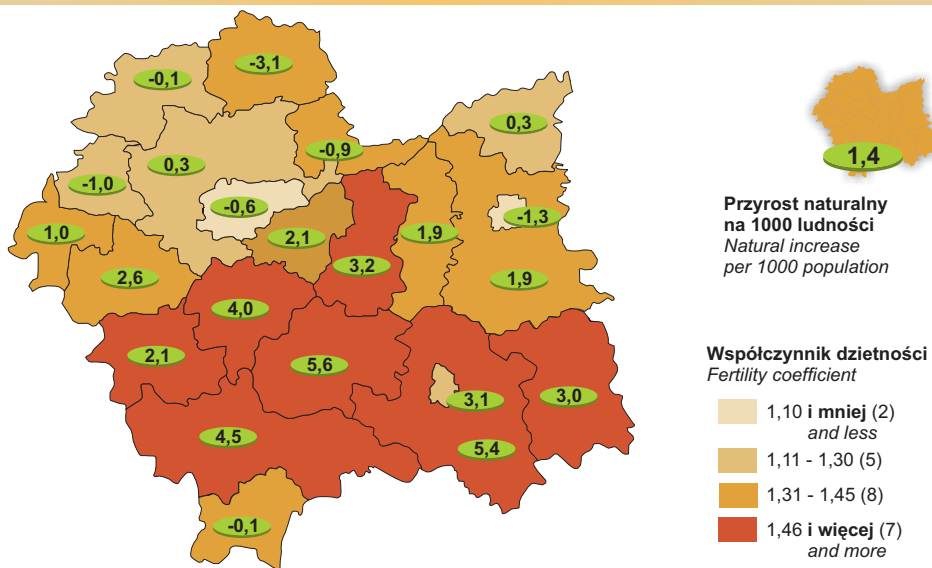 -3,1
-0,1
0,3
-0,9
0,3
-1,0
-0,6
-1,3
1,0
2,1
1,9
3,2
2,6
1,9
4,0
2,1
5,6
3,1
3,0
4,5
5,4
-0,1
1,4
Przyrost naturalny
na 1000 ludności
Natural increase
per 1000 population
Współczynnik dzietności
Fertility coefficient
1,10 i mniej (2)
and less
1,11 - 1,30 (5)
1,31 - 1,45 (8)
1,46 i więcej (7)
and more